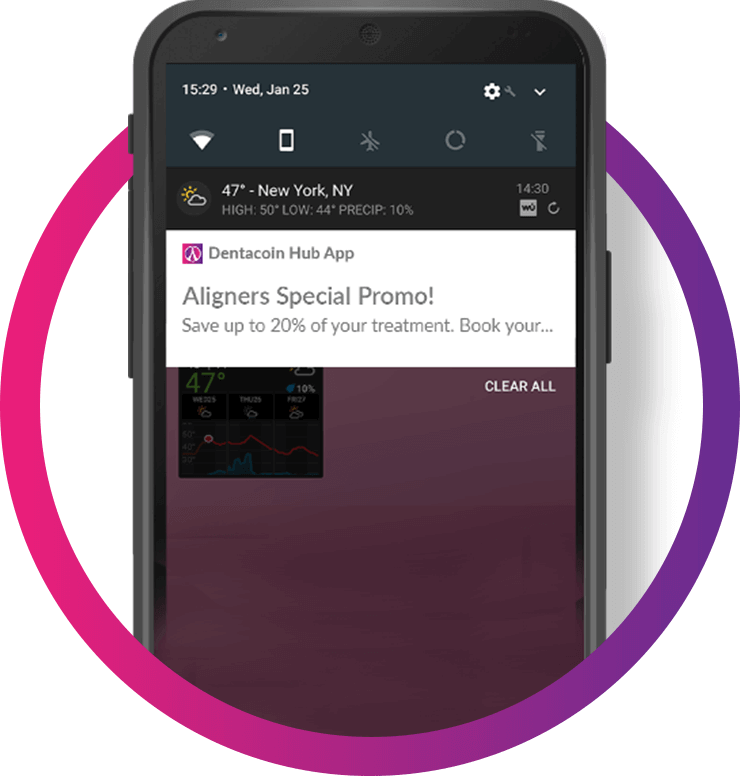 15:29 • Wed, Jan 25
47° - New York, NY
14:30
HIGH: 50° LOW: 44° PRECIP: 10%
wu
Dentacoin Hub App
Aligners Special Promo!
Save up to 20% of your treatment. Book your...
47°
10%
CLEAR ALL
WED25 THU26 FRI27
50°
40°
30°